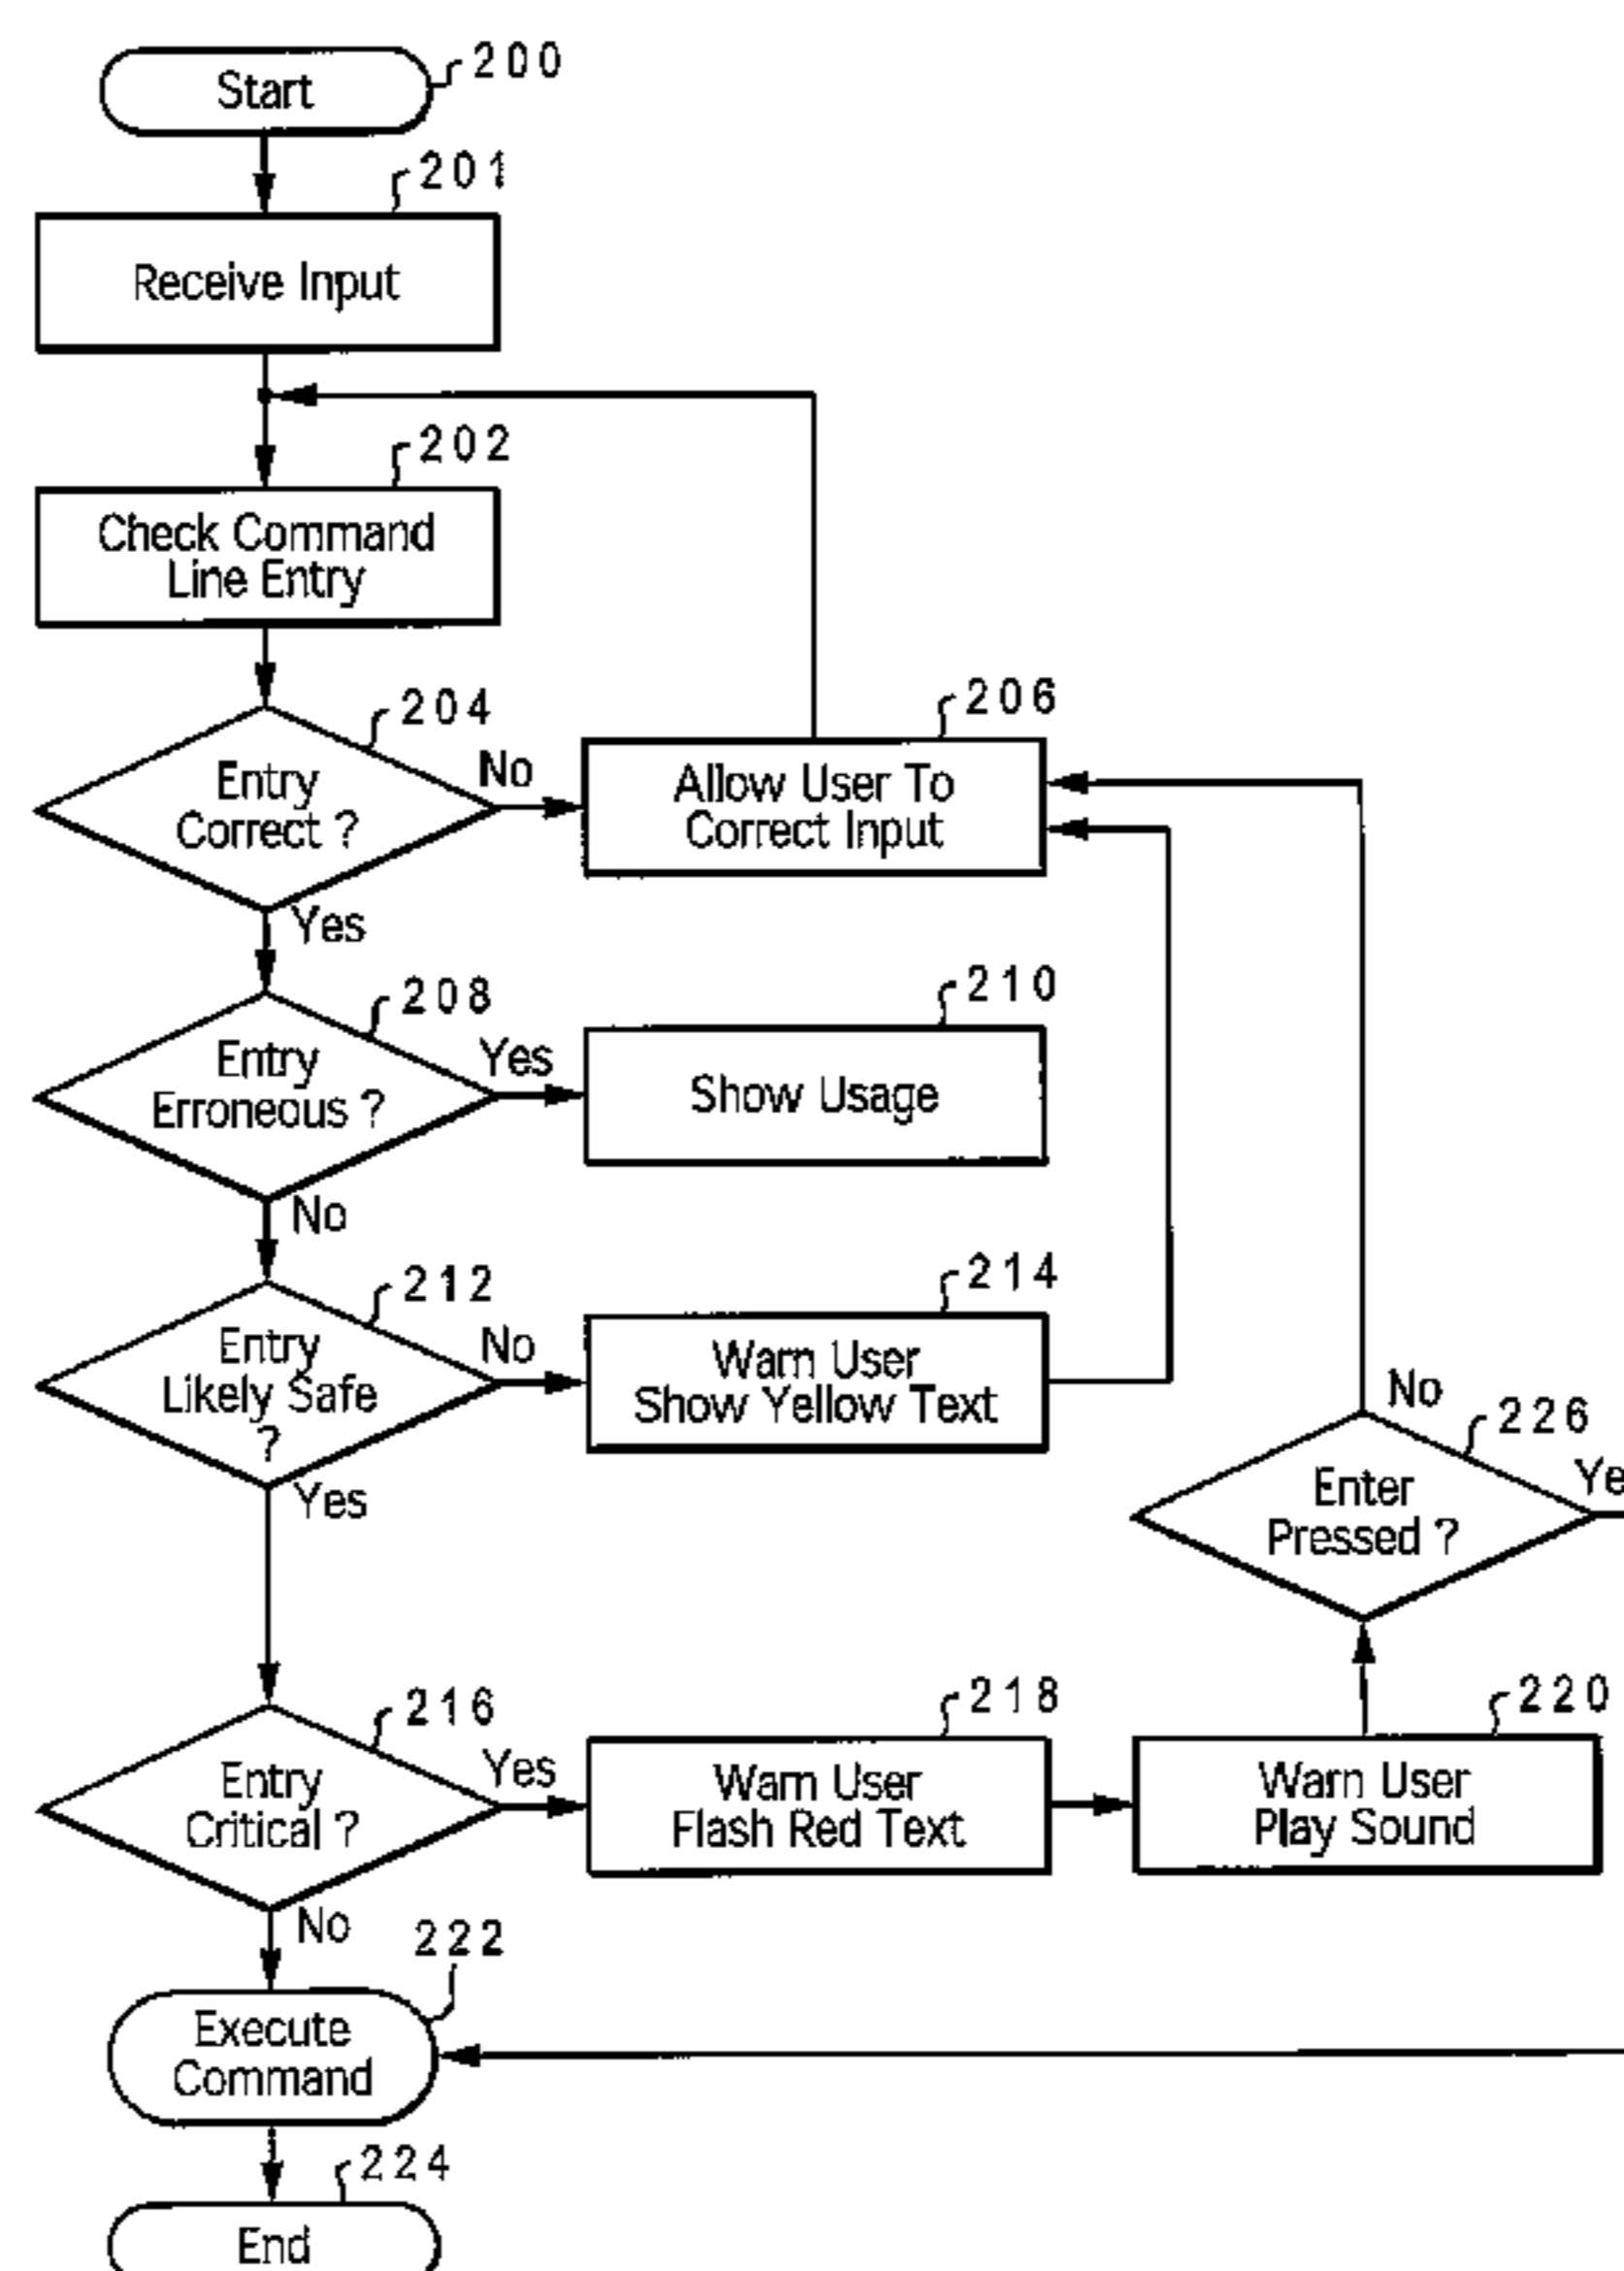 Start
200
201
Receive Input
202
Check Command
Line Entry
204
Entry
Correct ?
No
Yes
206
Allow User To
Correct Input
208
Entry
Erroneous ?
Yes
No
210
Show Usage
212
Entry
Likely Safe
?
No
Yes
214
Warn User
Show Yellow Text
No
226
Enter
Pressed ?
216
Entry
Critical ?
Yes
No
218
Warn User
Flash Red Text
220
Warn User
Play Sound
222
Execute
Command
224
End